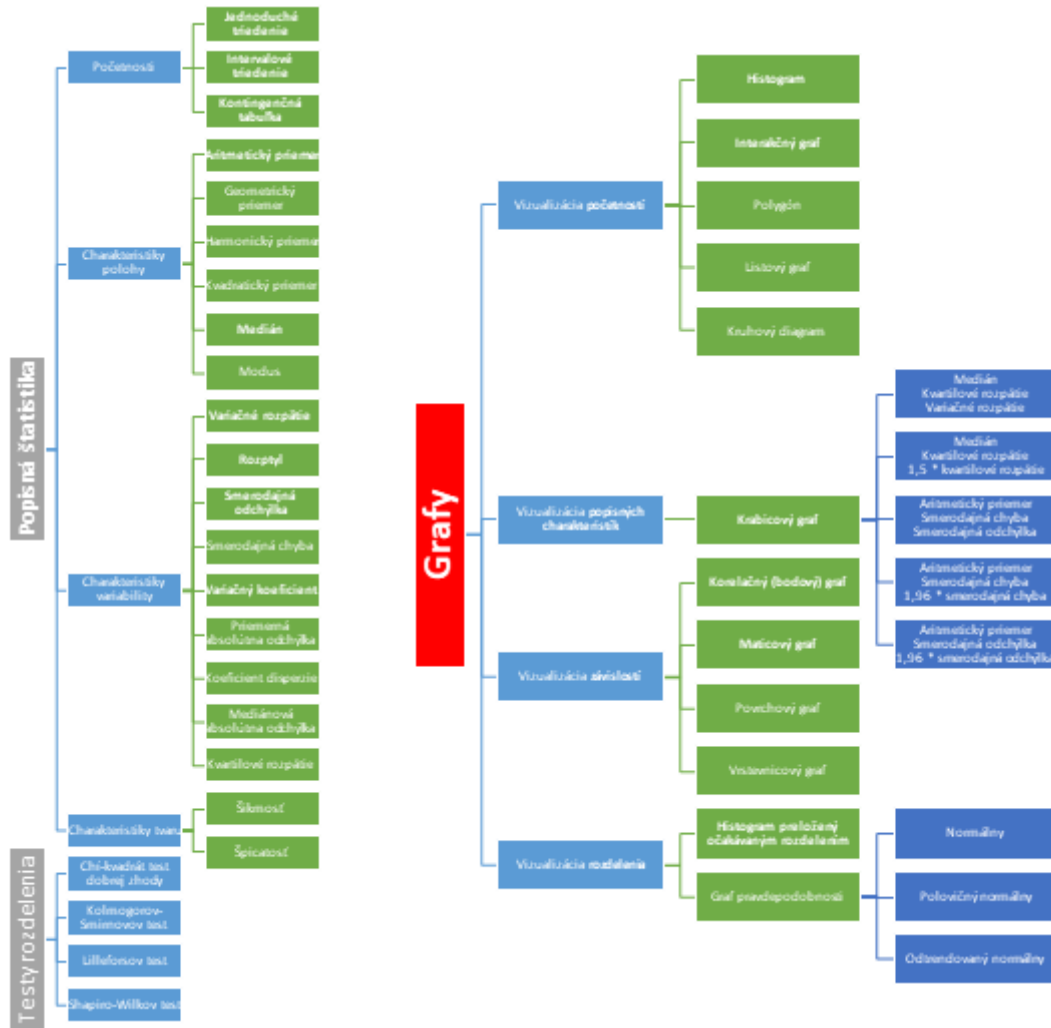 Popisná štatistika
Početnosti
Jednoduché
triedenie
Intervalové
triedenie
Kontingenčná
tabuľka
Charakteristiky
polohy
Aritmetický priemer
Geometrický
priemer
Harmonický priemer
Kvadratický priemer
Medián
Modus
Charakteristiky
variability
Variačné rozpätie
Rozptyl
Smerodajná
odchýlka
Smerodajná chyba
Variačný koeficient
Priemerná
absolútna odchýlka
Koeficient disperzie
Mediánová
absolútna odchýlka
Kvartilové rozpätie
Charakteristiky tvaru
Šikmosť
Špicatosť
Testy rozdelenia
Chí-kvadrát test
dobrej zhody
Kolmogorov-
Smirnovov test
Lillieforsov test
Shapiro-Wilkov test
Grafy
Vizualizácia početností
Histogram
Interakčný graf
Polygón
Listový graf
Kruhový diagram
Vizualizácia popisných
charakteristík
Krabicový graf
Medián
Kvartilové rozpätie
Variačné rozpätie
Medián
Kvartilové rozpätie
1,5 * kvartilové rozpätie
Aritmetický priemer
Smerodajná chyba
Smerodajná odchýlka
Aritmetický priemer
Smerodajná chyba
1,96 * smerodajná chyba
Aritmetický priemer
Smerodajná odchýlka
1,96 * smerodajná odchýlka
Vizualizácia závislostí
Korelačný (bodový) graf
Maticový graf
Povrchový graf
Vrstevnicový graf
Vizualizácia rozdelenia
Histogram preložený
očakávaným rozdelením
Graf pravdepodobnosti
Normálny
Polovičný normálny
Odtrendovaný normálny